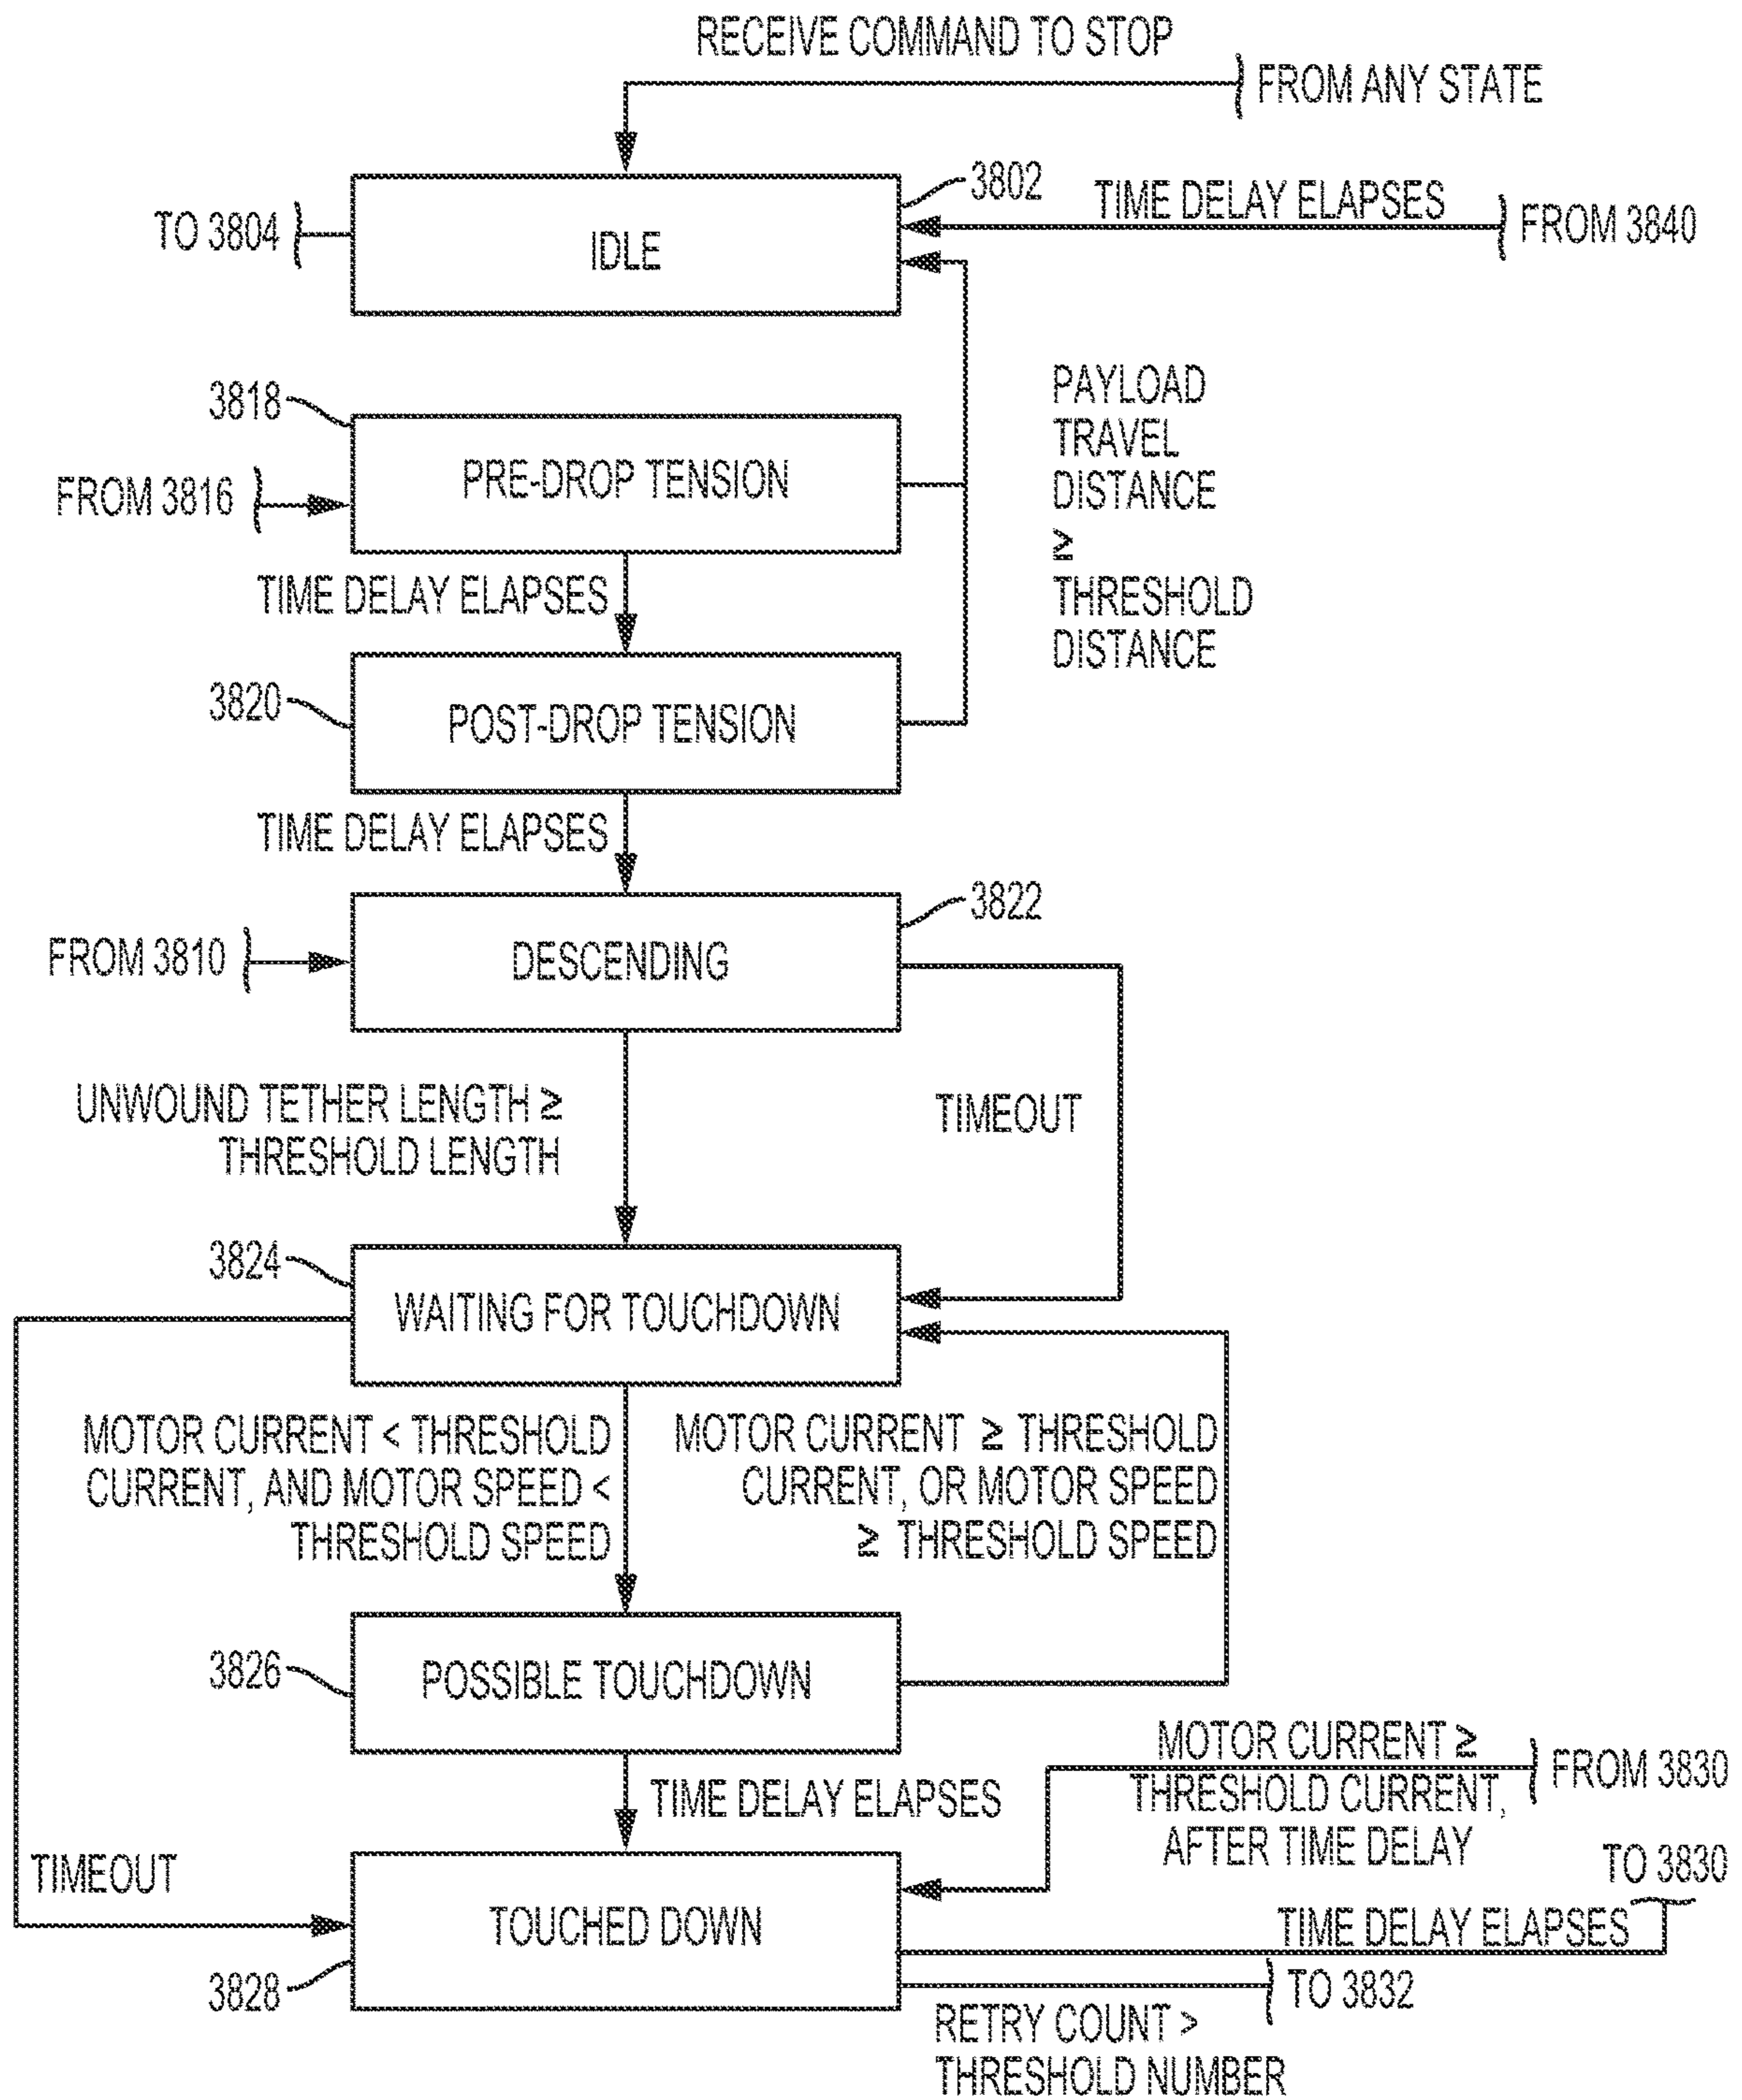 RECEIVE COMMAND TO STOP
FROM ANY STATE
3802
TIME DELAY ELAPSES
FROM 3840
TO 3804
IDLE
3818
PAYLOAD
TRAVEL
DISTANCE
≥
THRESHOLD
DISTANCE
FROM 3816
PRE-DROP TENSION
TIME DELAY ELAPSES
3820
POST-DROP TENSION
TIME DELAY ELAPSES
3822
FROM 3810
DESCENDING
UNWOUND TETHER LENGTH ≥
THRESHOLD LENGTH
TIMEOUT
3824
WAITING FOR TOUCHDOWN
MOTOR CURRENT < THRESHOLD
CURRENT, AND MOTOR SPEED <
THRESHOLD SPEED
MOTOR CURRENT ≥ THRESHOLD
CURRENT, OR MOTOR SPEED
≥ THRESHOLD SPEED
3826
POSSIBLE TOUCHDOWN
TIME DELAY ELAPSES
MOTOR CURRENT ≥
THRESHOLD CURRENT,
AFTER TIME DELAY
FROM 3830
TO 3830
TIMEOUT
TOUCHED DOWN
TIME DELAY ELAPSES
3828
TO 3832
RETRY COUNT >
THRESHOLD NUMBER